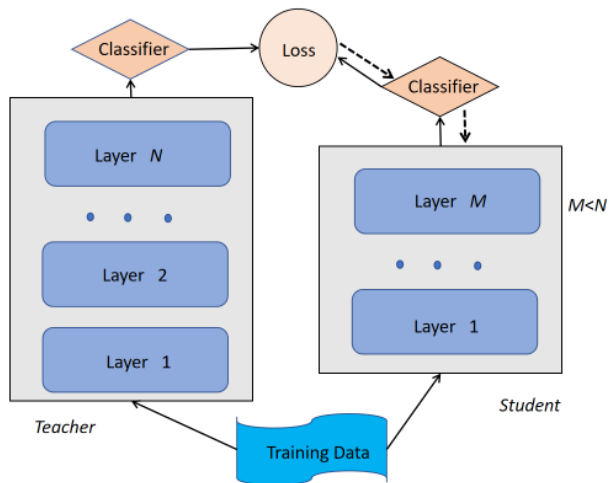 Classifier
Loss
Classifier
Layer N
Layer 2
Layer 1
Teacher
Layer M
M<N
Layer 1
Student
Training Data